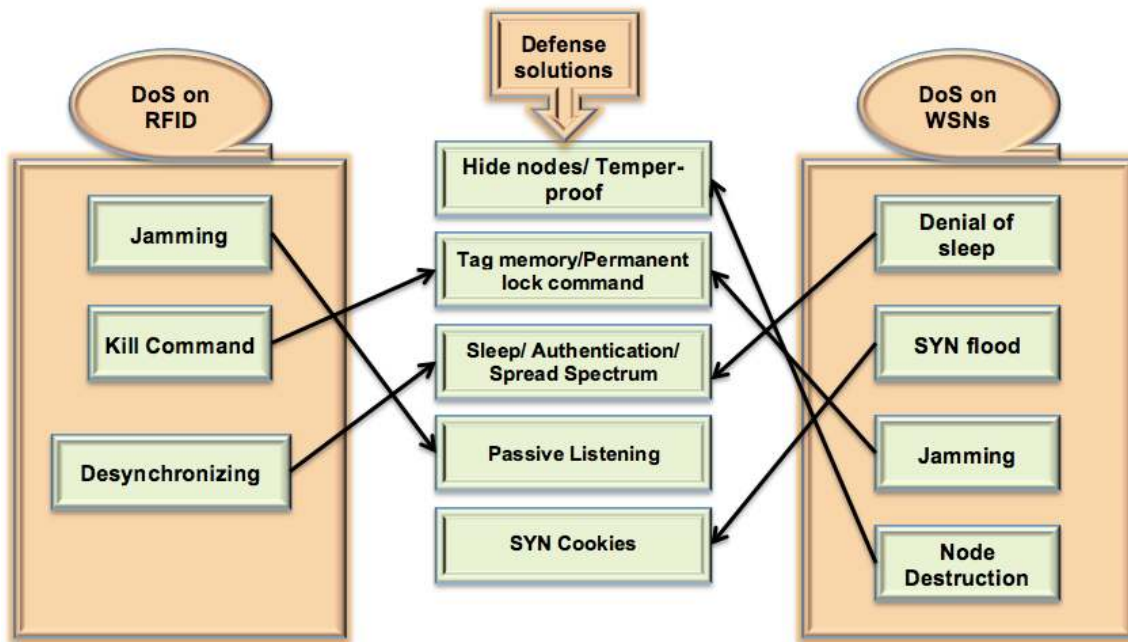 Defense
solutions
DoS on
RFID
Jamming
Kill Command
Desynchronizing
Hide nodes/ Temper-
proof
Tag memory/Permanent
lock command
Sleep/ Authentication/
Spread Spectrum
Passive Listening
SYN Cookies
DoS on
WSNs
Denial of
sleep
SYN flood
Jamming
Node
Destruction